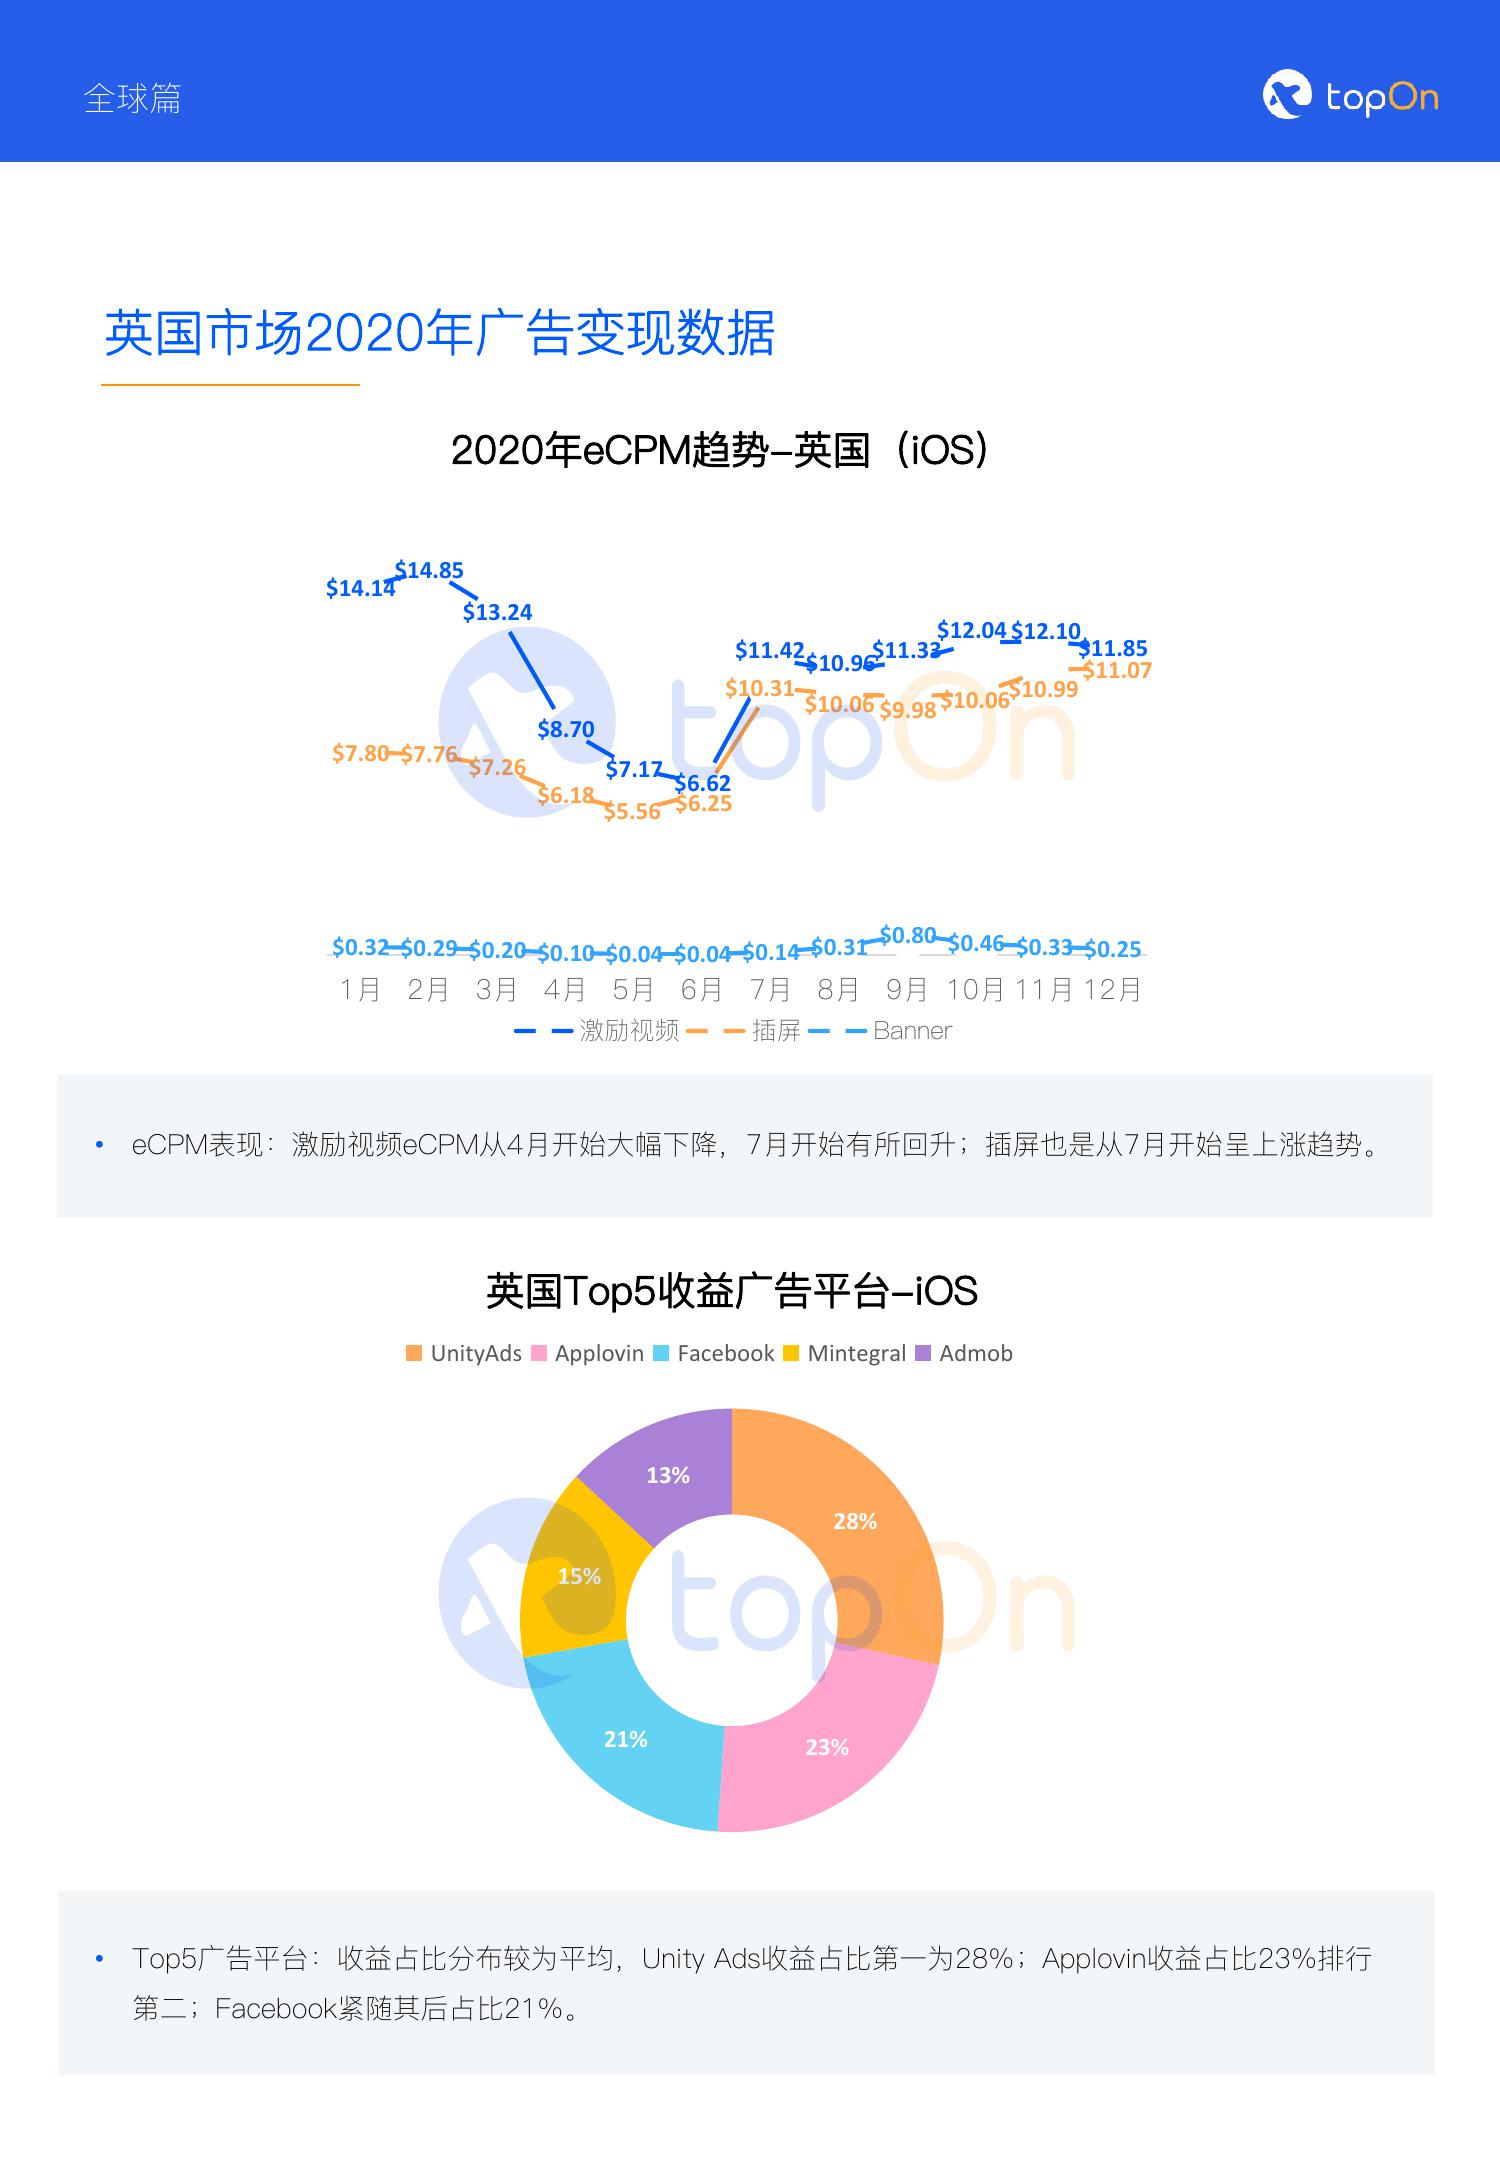 全球篇
topOn
英国市场2020年广告变现数据
2020年eCPM趋势-英国（iOS）
$14.14 $14.85 $13.24 $8.70 $7.17 $6.62 $11.42 $10.96 $11.33 $12.04 $12.10 $11.85
$7.80 $7.76 $7.26 $6.18 $5.56 $6.25 $10.31 $10.06 $9.98 $10.06 $10.99 $11.07
topOn
$0.32 $0.29 $0.20 $0.10 $0.04 $0.04 $0.14 $0.31 $0.80 $0.46 $0.33 $0.25
1月 2月 3月 4月 5月 6月 7月 8月 9月 10月 11月 12月
激励视频 插屏 Banner
• eCPM表现：激励视频eCPM从4月开始大幅下降，7月开始有所回升；插屏也是从7月开始呈上涨趋势。
英国Top5收益广告平台-iOS
UnityAds Applovin Facebook Mintegral Admob
13%
28%
15%
topOn
21%
23%
• Top5广告平台：收益占比分布较为平均，Unity Ads收益占比第一为28%；Applovin收益占比23%排行
第二；Facebook紧随其后占比21%。